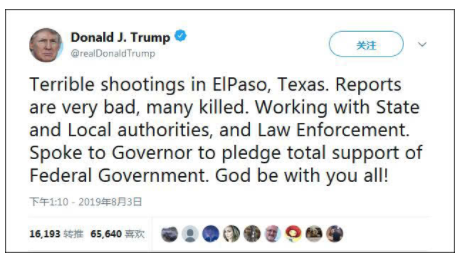 Donald J. Trump
关注
@realDonaldTrump
Terrible shootings in ElPaso, Texas. Reports
are very bad, many killed. Working with State
and Local authorities, and Law Enforcement.
Spoke to Governor to pledge total support of
Federal Government. God be with you all!
下午1:10 - 2019年8月3日
16,193 转推 65,640 喜欢